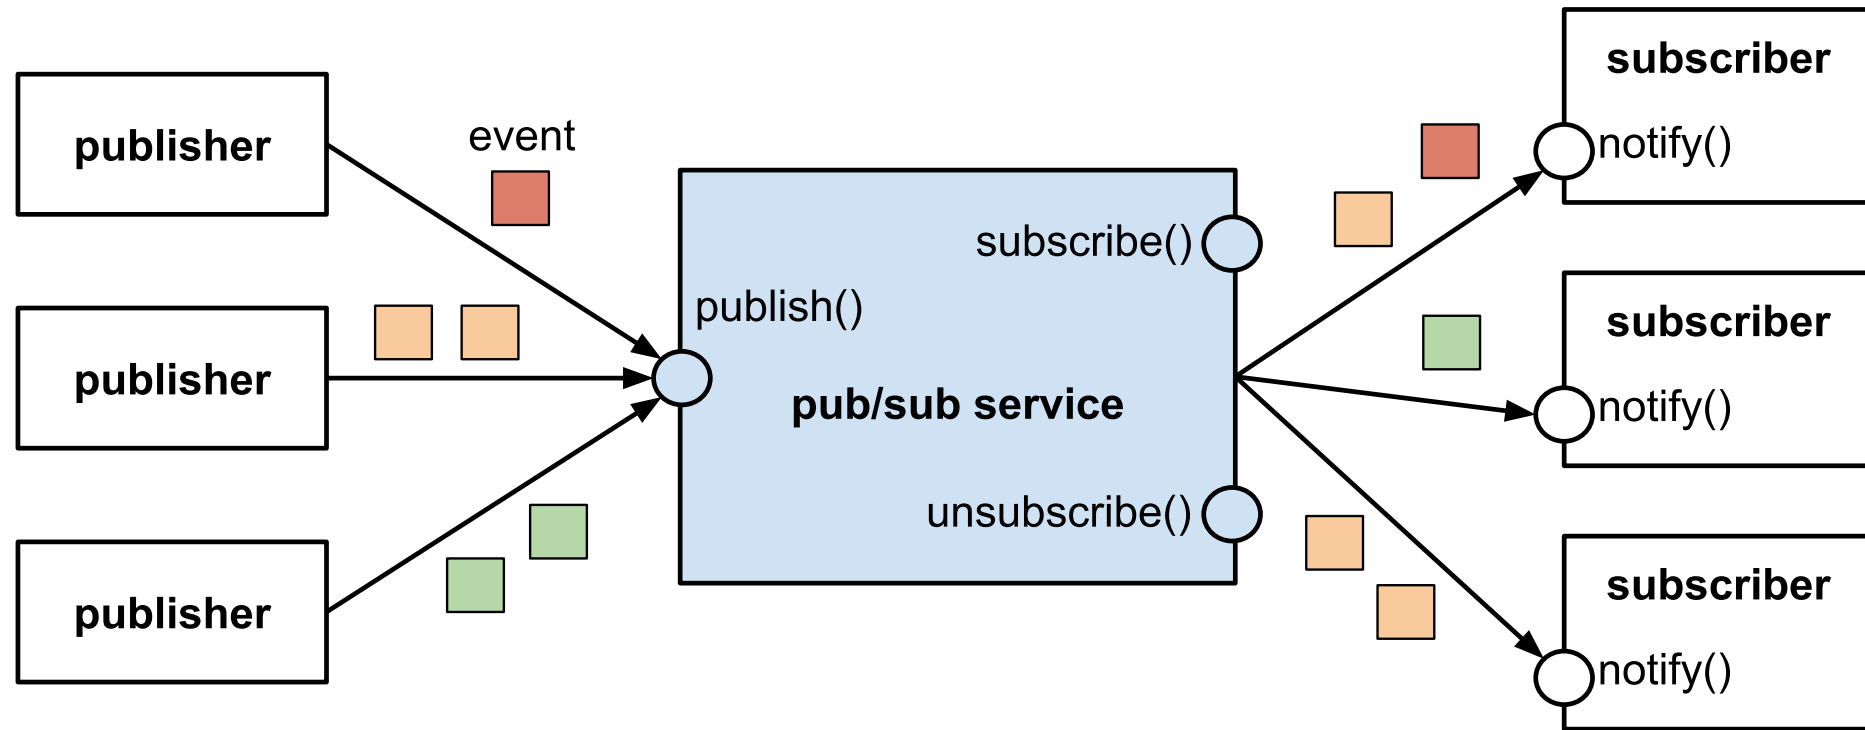 publisher
event
publisher
publisher
publish()
subscribe()
pub/sub service
unsubscribe()
subscriber
notify()
subscriber
notify()
subscriber
notify()